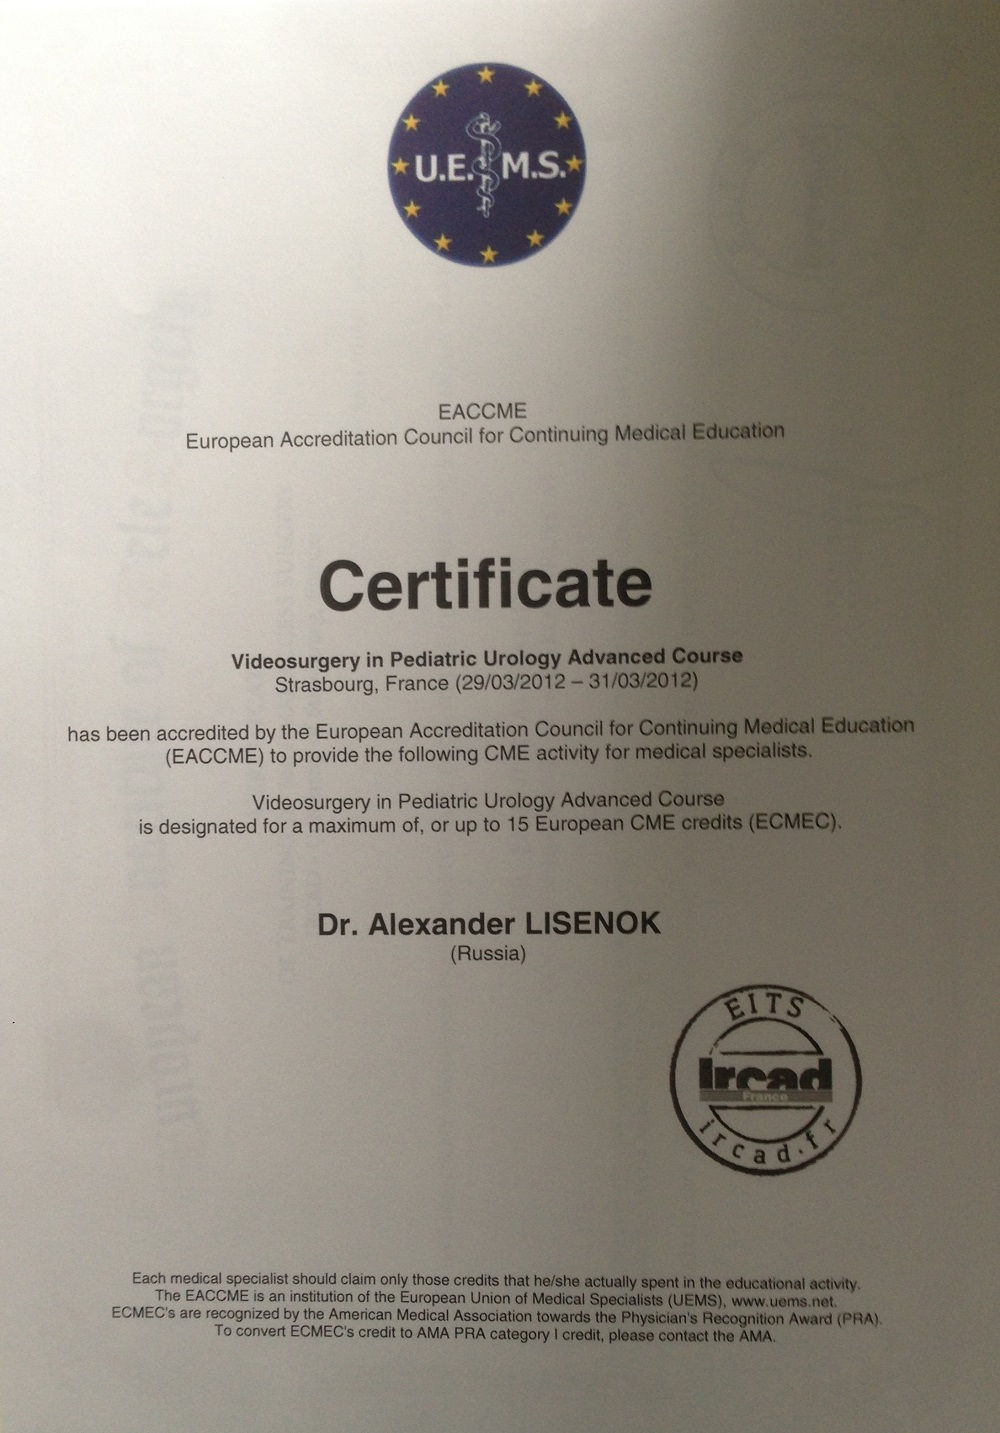 U.E.M.S.
EACCME
European Accreditation Council for Continuing Medical Education
Certificate
Videosurgery in Pediatric Urology Advanced Course
Strasbourg, France (29/03/2012 – 31/03/2012)
has been accredited by the European Accreditation Council for Continuing Medical Education
(EACCME) to provide the following CME activity for medical specialists.
Videosurgery in Pediatric Urology Advanced Course
is designated for a maximum of, or up to 15 European CME credits (ECMEC).
Dr. Alexander LISENOK
(Russia)
EITS
Ircad
France
ircad.fr
Each medical specialist should claim only those credits that he/she actually spent in the educational activity.
The EACCME is an institution of the European Union of Medical Specialists (UEMS), www.uems.net.
ECMEC's are recognized by the American Medical Association towards the Physician's Recognition Award (PRA).
To convert ECMEC's credit to AMA PRA category I credit, please contact the AMA.